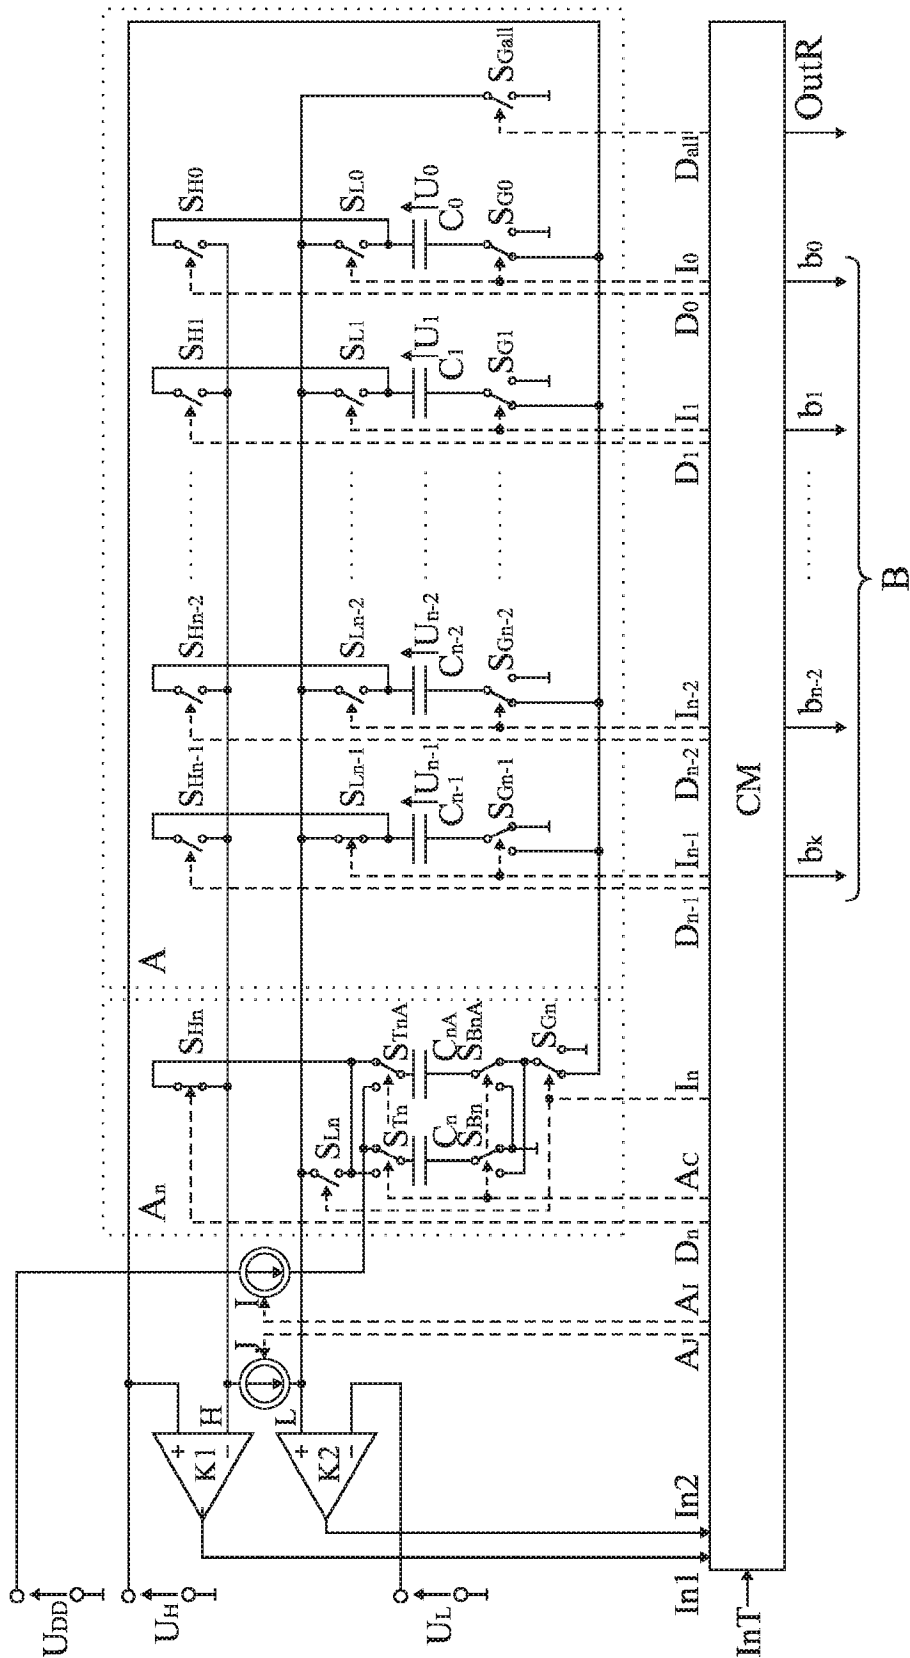 UDD
UH
UL
K1
K2
H
L
J
I
An
A
SHn
SHn-1
SHn-2
SH1
SH0
SLn
SLn-1
SLn-2
SL1
SL0
STn
STnA
Cn
CnA
SBn
SBnA
SGn
Un-1
Cn-1
SGn-1
Un-2
Cn-2
SGn-2
U1
C1
SG1
U0
C0
SG0
SGall
In1
In2
AJ
AI
Dn
AC
In
Dn-1
In-1
Dn-2
In-2
D1
I1
D0
I0
Dall
InT
CM
bk
bn-2
b1
b0
OutR
B